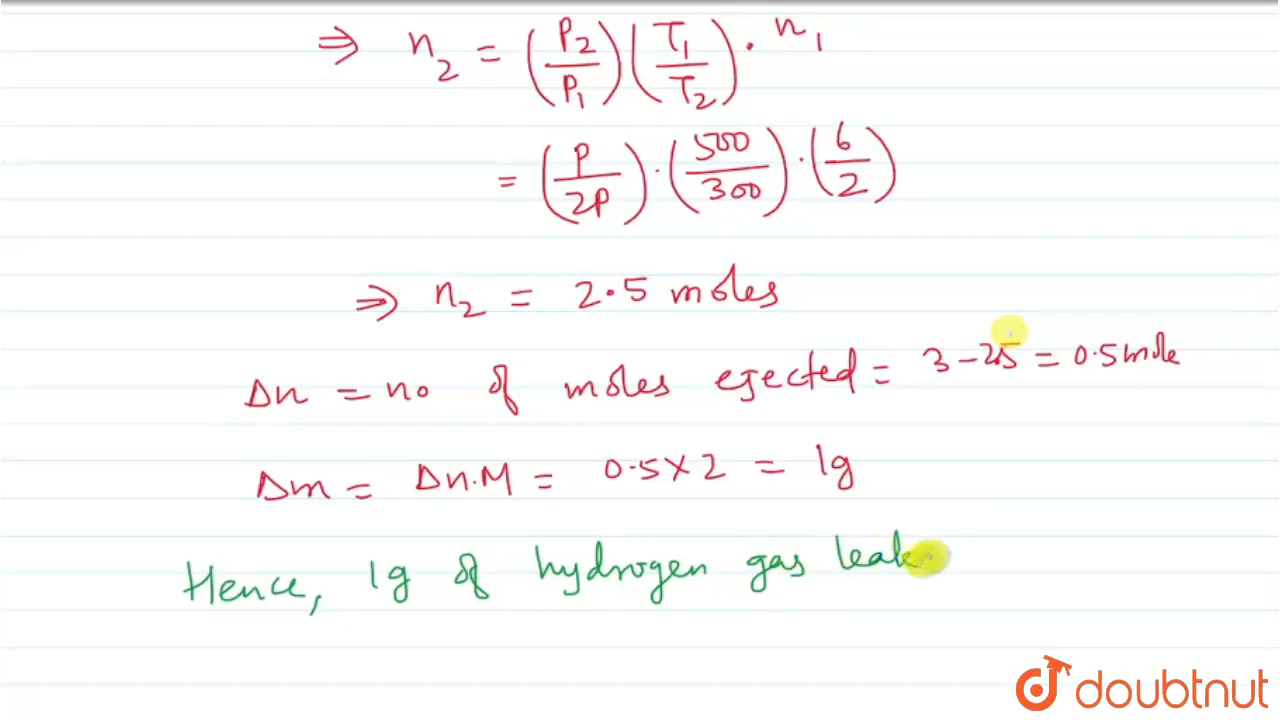 ⇒ n₂ = (P₂/P₁)(T₁/T₂) · n₁
= (P/2P) · (500/300) · (6/2)
⇒ n₂ = 2.5 moles
Δn = no of moles ejected = 3 - 2.5 = 0.5 mole
Δm = Δn.M = 0.5 × 2 = 1g
Hence, 1g of hydrogen gas leak
doubtnut